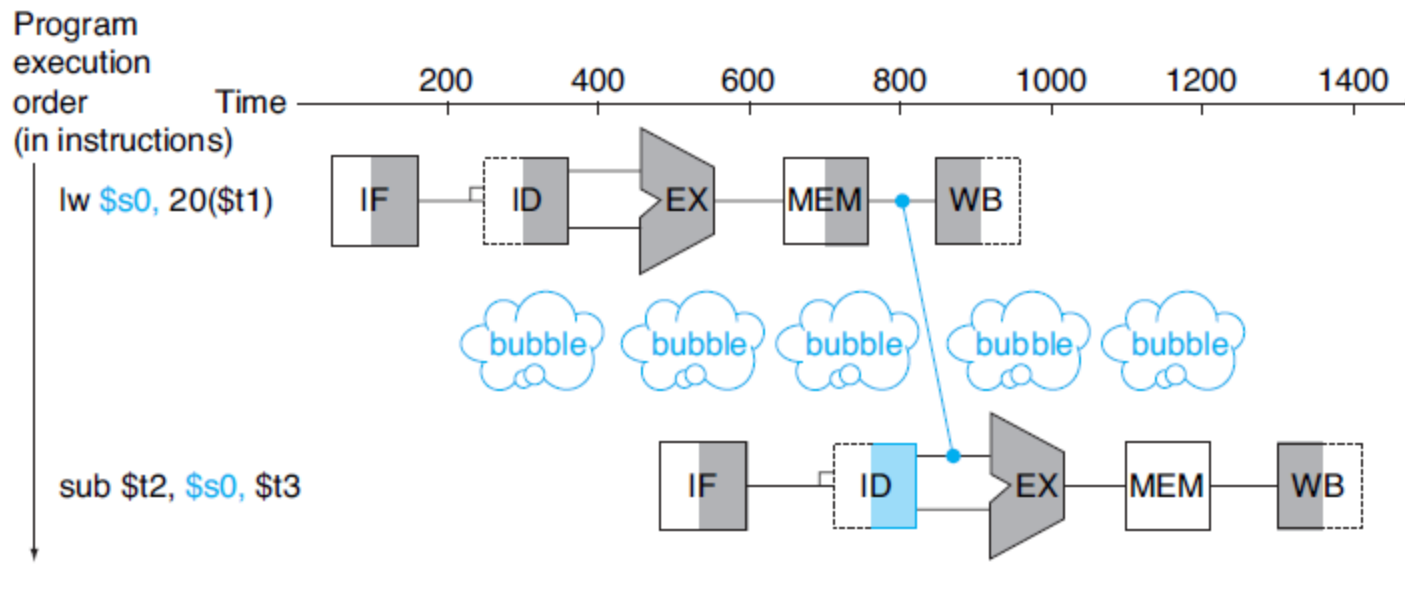 Program
execution
order
(in instructions)
Time
200 400 600 800 1000 1200 1400
lw $s0, 20($t1)
IF ID EX MEM WB
bubble bubble bubble bubble bubble
sub $t2, $s0, $t3
IF ID EX MEM WB